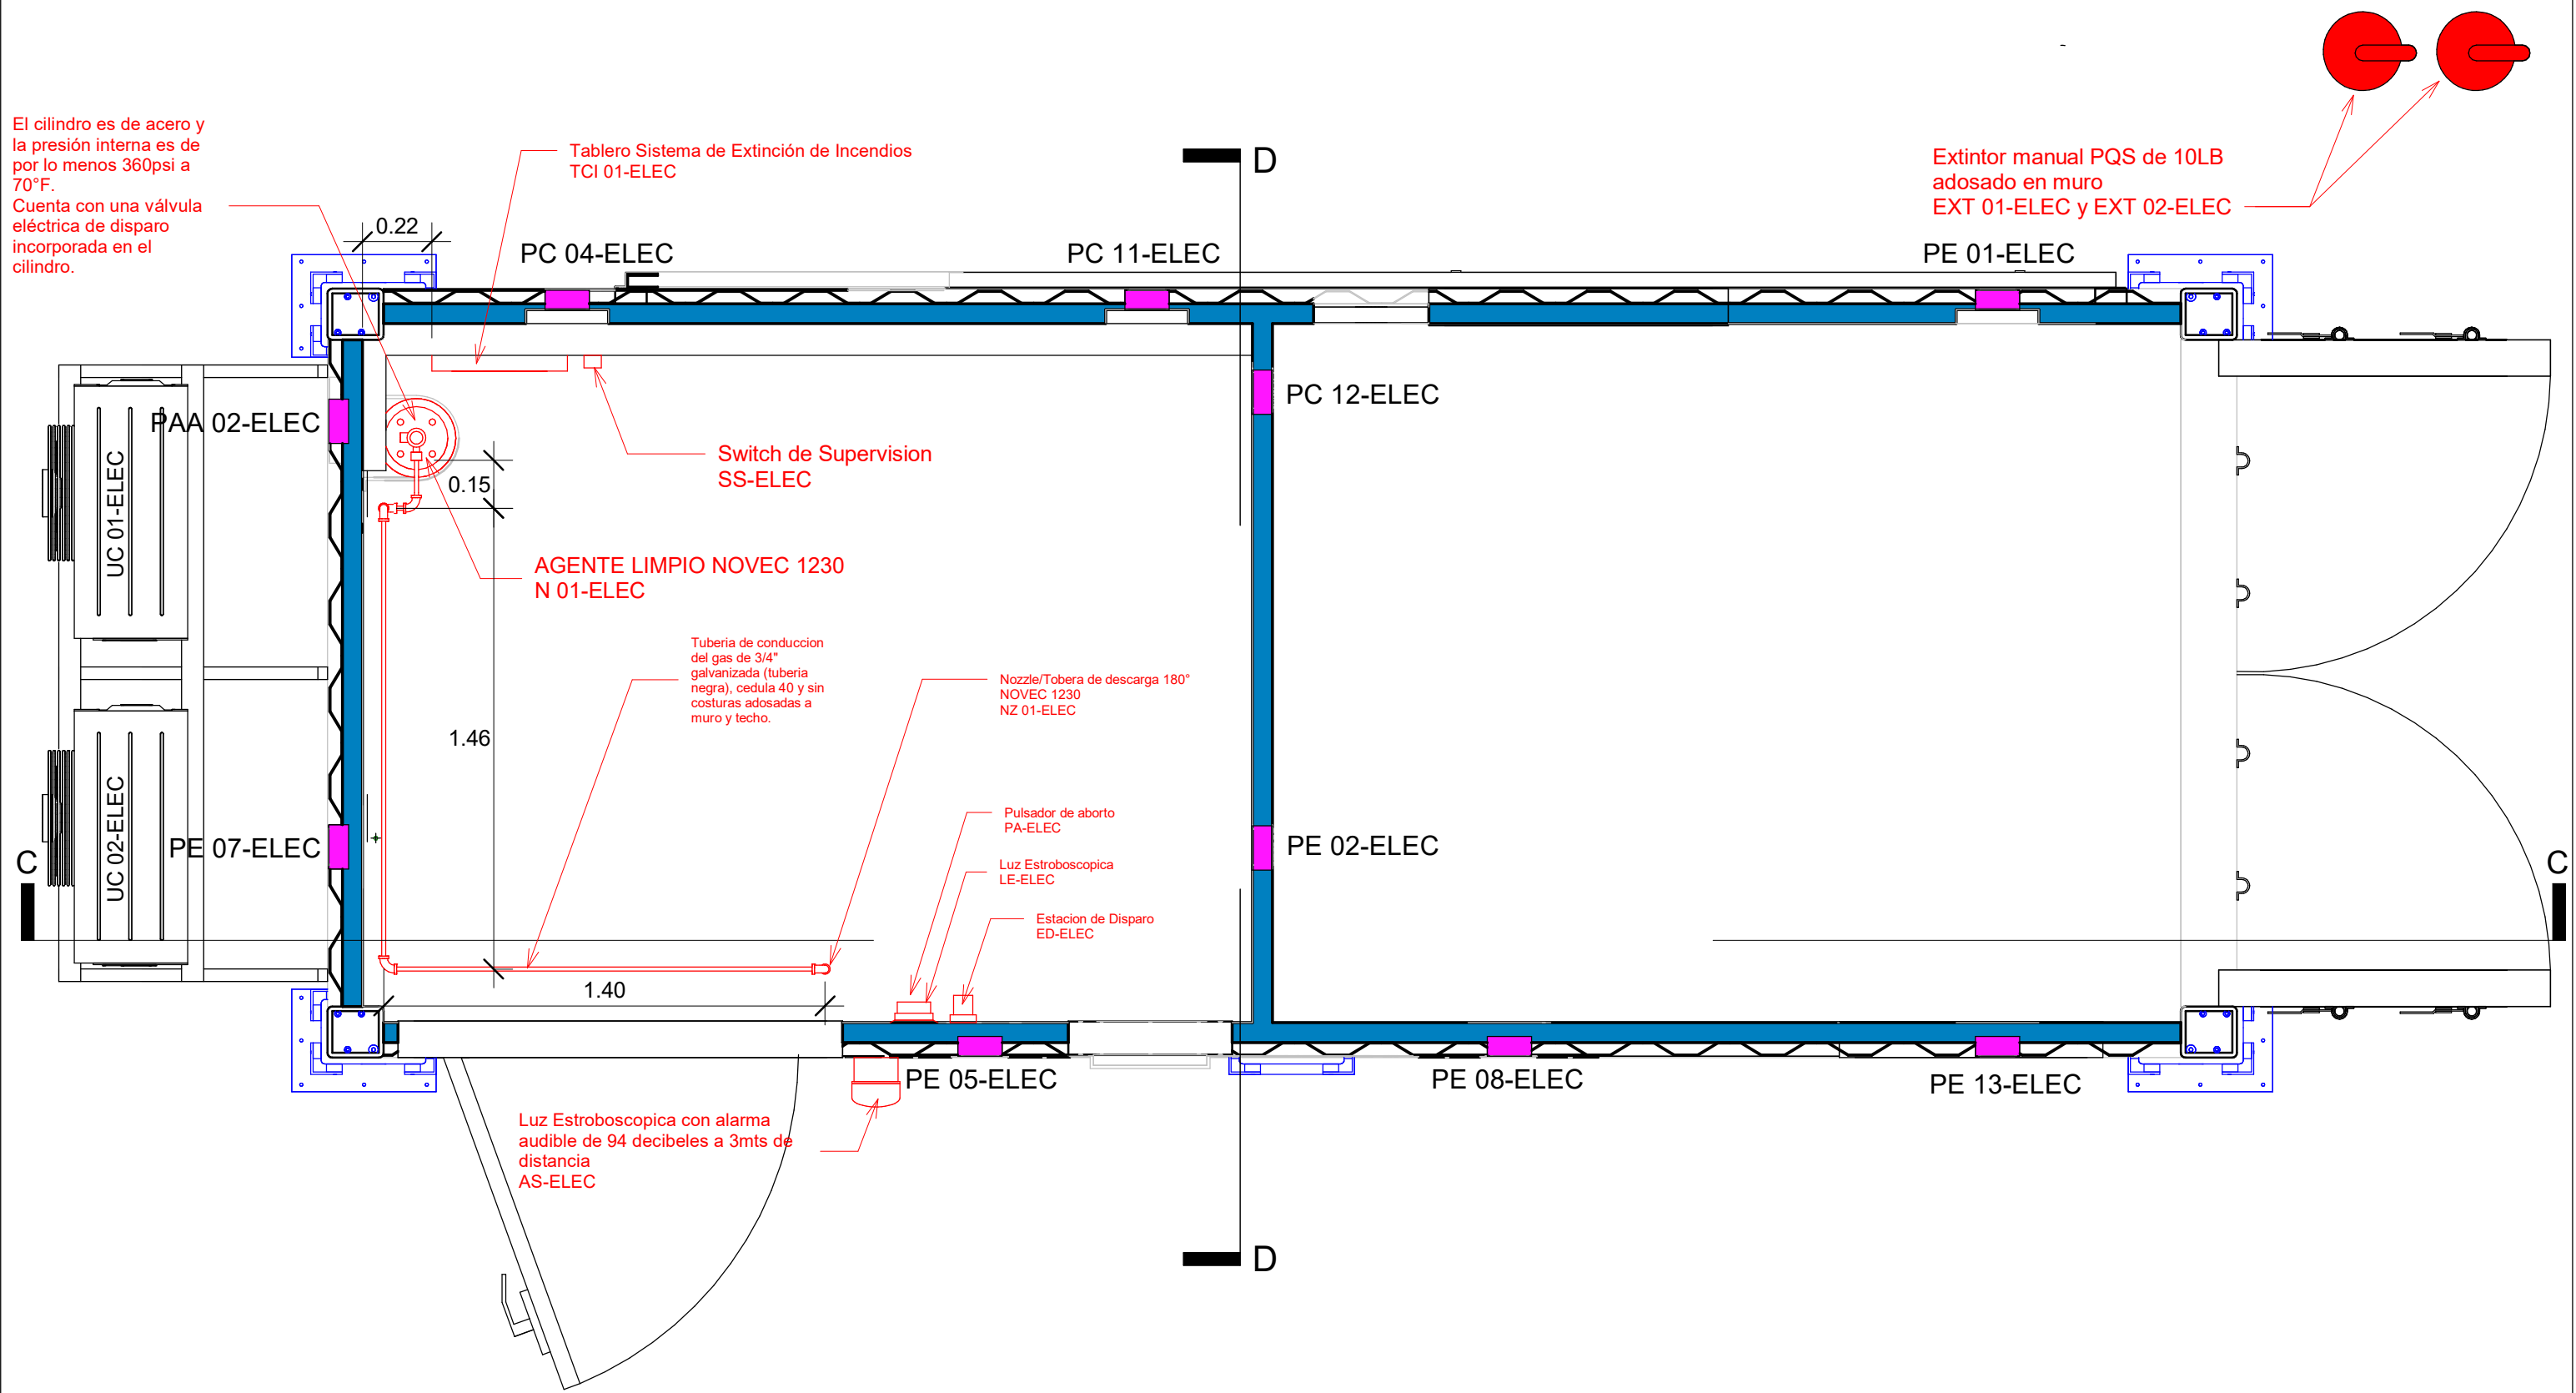 El cilindro es de acero y
la presión interna es de
por lo menos 360psi a
70°F.
Cuenta con una válvula
eléctrica de disparo
incorporada en el
cilindro.
Tablero Sistema de Extinción de Incendios
TCI 01-ELEC
D
Extintor manual PQS de 10LB
adosado en muro
EXT 01-ELEC y EXT 02-ELEC
0.22
PC 04-ELEC
PC 11-ELEC
PE 01-ELEC
PAA 02-ELEC
PC 12-ELEC
UC 01-ELEC
Switch de Supervision
SS-ELEC
0.15
AGENTE LIMPIO NOVEC 1230
N 01-ELEC
Tuberia de conduccion
del gas de 3/4"
galvanizada (tuberia
negra), cedula 40 y sin
costuras adosadas a
muro y techo.
Nozzle/Tobera de descarga 180°
NOVEC 1230
NZ 01-ELEC
1.46
Pulsador de aborto
PA-ELEC
UC 02-ELEC
PE 07-ELEC
PE 02-ELEC
C
C
Luz Estroboscopica
LE-ELEC
Estacion de Disparo
ED-ELEC
1.40
PE 05-ELEC
PE 08-ELEC
PE 13-ELEC
Luz Estroboscopica con alarma
audible de 94 decibeles a 3mts de
distancia
AS-ELEC
D